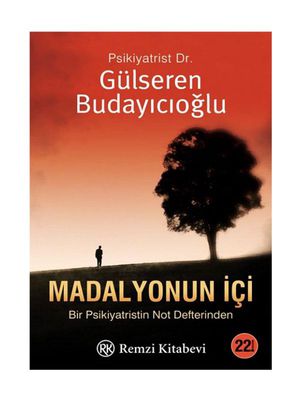 Psikiyatrist Dr.
Gülseren
Budayıcıoğlu
MADALYONUN İÇİ
Bir Psikiyatristin Not Defterinden
RK Remzi Kitabevi
22.